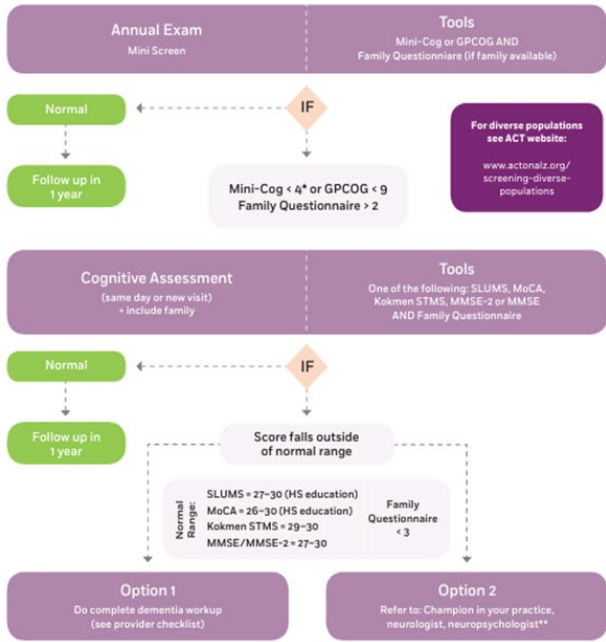 Annual Exam
Mini Screen
Tools
Mini-Cog or GPCOG AND
Family Questionniare (if family available)
Normal
IF
Follow up in
1 year
Mini-Cog < 4* or GPCOG < 9
Family Questionnaire > 2
For diverse populations
see ACT website:
www.actonalz.org/
screening-diverse-
populations
Cognitive Assessment
(same day or new visit)
+ include family
Tools
One of the following: SLUMS, MoCA,
Kokmen STMS, MMSE-2 or MMSE
AND Family Questionnaire
Normal
IF
Follow up in
1 year
Score falls outside
of normal range
Normal
Range:
SLUMS = 27–30 (HS education)
MoCA = 26–30 (HS education)
Kokmen STMS = 29–30
MMSE/MMSE-2 = 27–30
Family
Questionnaire
< 3
Option 1
Do complete dementia workup
(see provider checklist)
Option 2
Refer to: Champion in your practice,
neurologist, neuropsychologist**